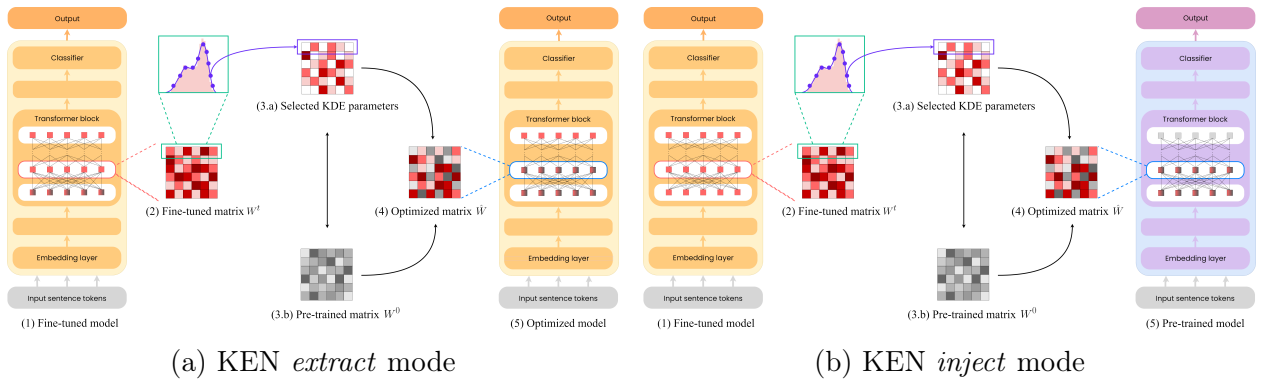 Output
Classifier
Transformer block
Embedding layer
Input sentence tokens
(1) Fine-tuned model
(2) Fine-tuned matrix Wᵗ
(3.a) Selected KDE parameters
(3.b) Pre-trained matrix W⁰
(4) Optimized matrix Ŵ
Output
Classifier
Transformer block
Embedding layer
Input sentence tokens
(5) Optimized model
(a) KEN extract mode
Output
Classifier
Transformer block
Embedding layer
Input sentence tokens
(1) Fine-tuned model
(2) Fine-tuned matrix Wᵗ
(3.a) Selected KDE parameters
(3.b) Pre-trained matrix W⁰
(4) Optimized matrix Ŵ
Output
Classifier
Transformer block
Embedding layer
Input sentence tokens
(5) Pre-trained model
(b) KEN inject mode